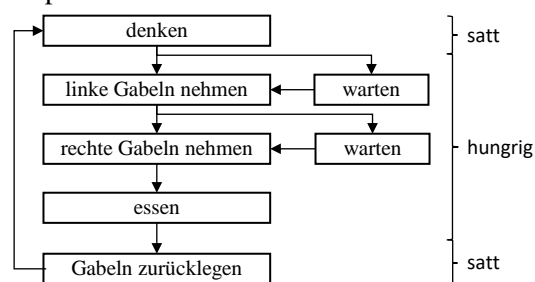 denken
satt
linke Gabeln nehmen
warten
rechte Gabeln nehmen
warten
hungrig
essen
Gabeln zurücklegen
satt